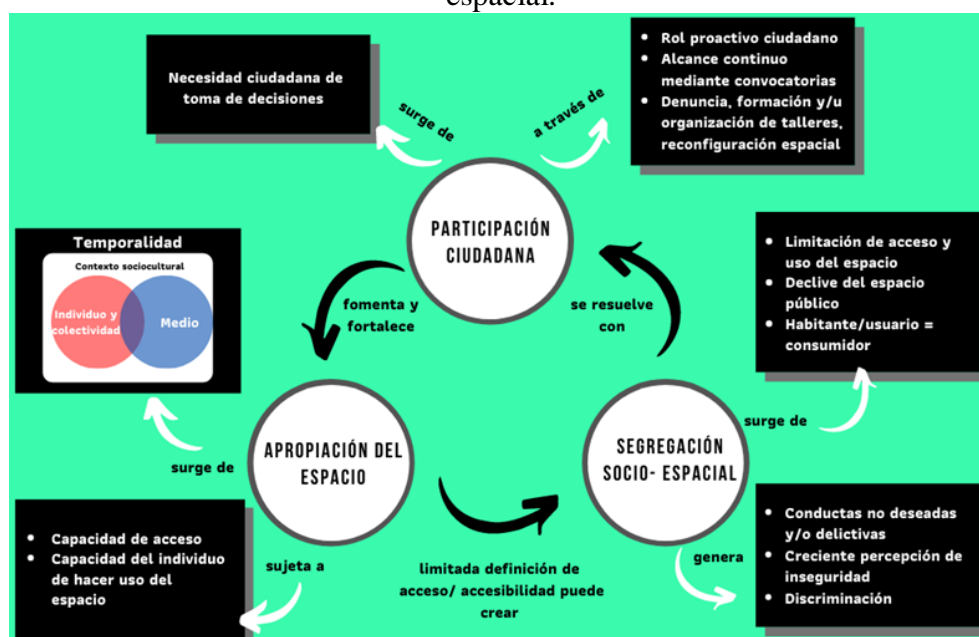 espacial.
Necesidad ciudadana de
toma de decisiones
surge de
a través de
• Rol proactivo ciudadano
• Alcance continuo
mediante convocatorias
• Denuncia, formación y/u
organización de talleres,
reconfiguración espacial
PARTICIPACIÓN
CIUDADANA
Temporalidad
Contexto sociocultural
Individuo y
colectividad
Medio
fomenta y
fortalece
se resuelve
con
• Limitación de acceso y
uso del espacio
• Declive del espacio
público
• Habitante/usuario =
consumidor
surge de
APROPIACIÓN DEL
ESPACIO
SEGREGACIÓN
SOCIO- ESPACIAL
surge de
• Capacidad de acceso
• Capacidad del individuo
de hacer uso del
espacio
sujeta a
limitada definición de
acceso/ accesibilidad puede
crear
genera
• Conductas no deseadas
y/o delictivas
• Creciente percepción de
inseguridad
• Discriminación